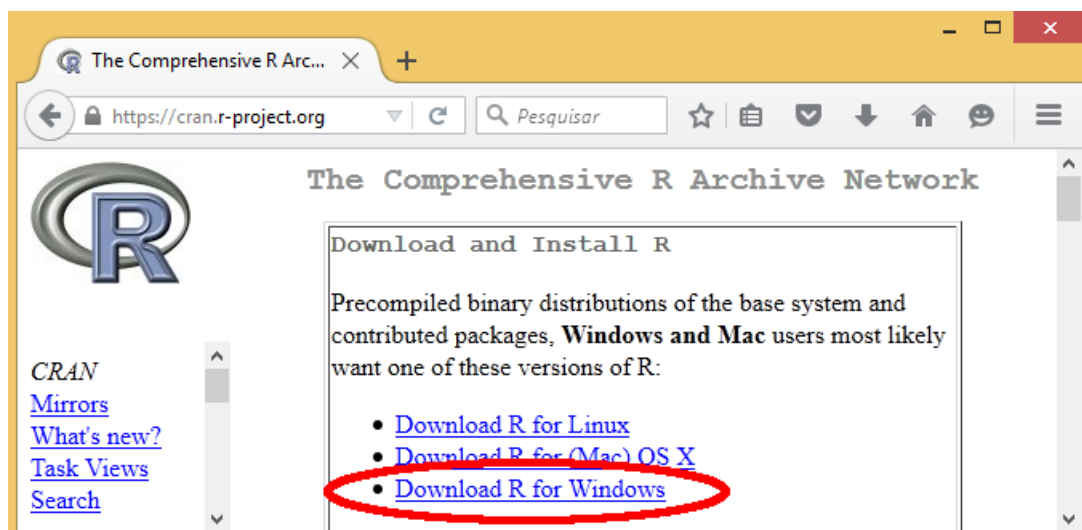 The Comprehensive R Arc...
https://cran.r-project.org
Pesquisar
R
The Comprehensive R Archive Network
Download and Install R
Precompiled binary distributions of the base system and
contributed packages, Windows and Mac users most likely
want one of these versions of R:
Download R for Linux
Download R for (Mac) OS X
Download R for Windows
CRAN
Mirrors
What's new?
Task Views
Search